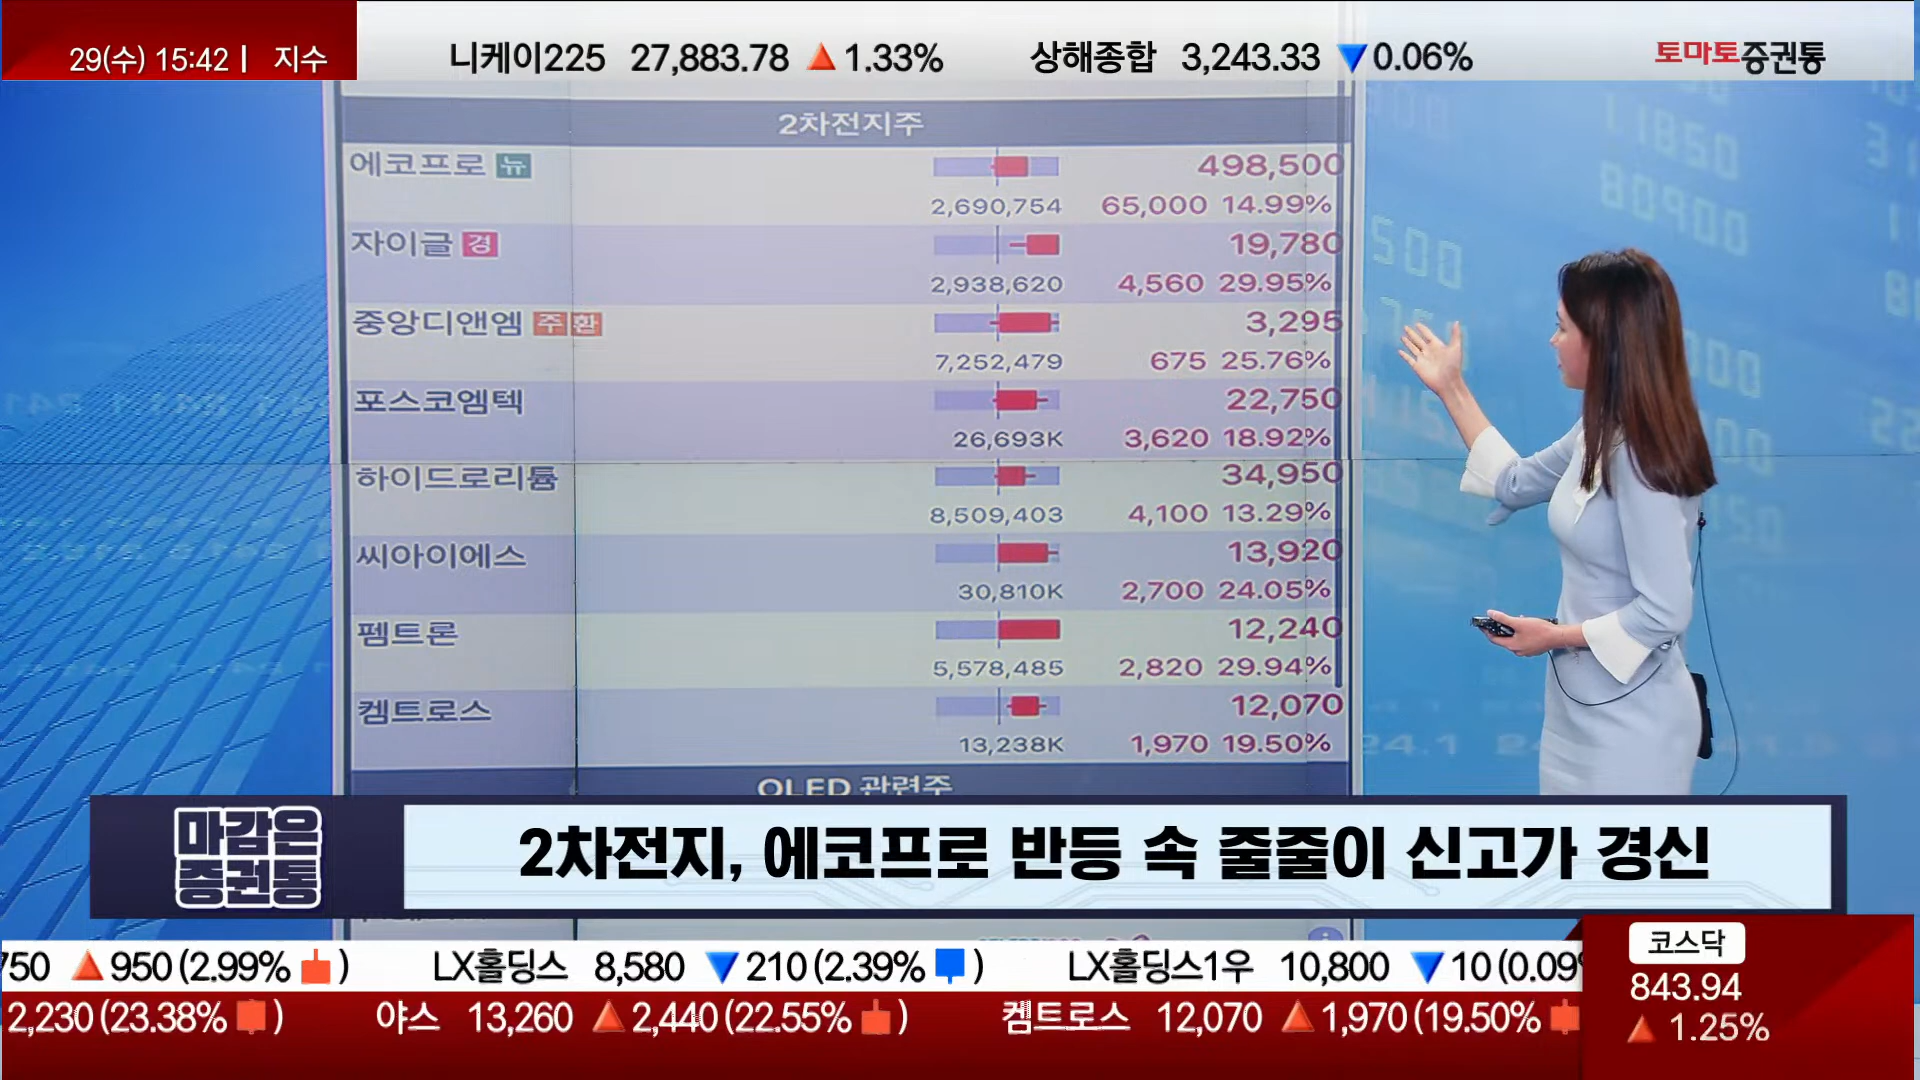 29(수) 15:42 | 지수 니케이225 27,883.78 ▲1.33% 상해종합 3,243.33 ▼0.06% 토마토증권통
2차전지주
에코프로 뉴 498,500
2,690,754 65,000 14.99%
자이글 경 19,780
2,938,620 4,560 29.95%
중앙디앤엠 주 환 3,295
7,252,479 675 25.76%
포스코엠텍 22,750
26,693K 3,620 18.92%
하이드로리튬 34,950
8,509,403 4,100 13.29%
씨아이에스 13,920
30,810K 2,700 24.05%
펨트론 12,240
5,578,485 2,820 29.94%
켐트로스 12,070
13,238K 1,970 19.50%
OLED 관련주
마감은
증권통
2차전지, 에코프로 반등 속 줄줄이 신고가 경신
750 ▲950(2.99%) LX홀딩스 8,580 ▼210(2.39%) LX홀딩스1우 10,800 ▼10(0.09%
2,230(23.38%) 야스 13,260 ▲2,440(22.55%) 켐트로스 12,070 ▲1,970(19.50%
코스닥
843.94
▲ 1.25%